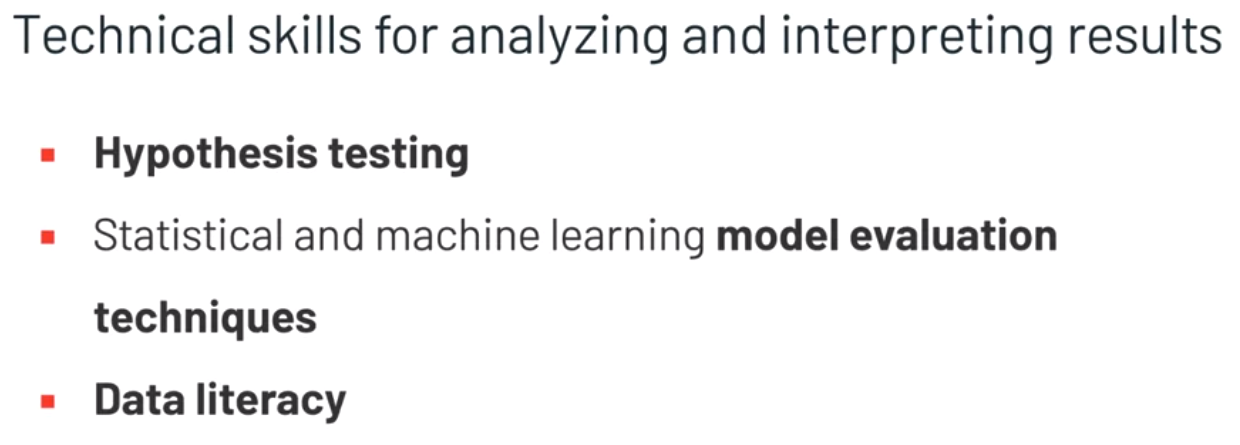 Technical skills for analyzing and interpreting results
Hypothesis testing
Statistical and machine learning model evaluation
techniques
Data literacy